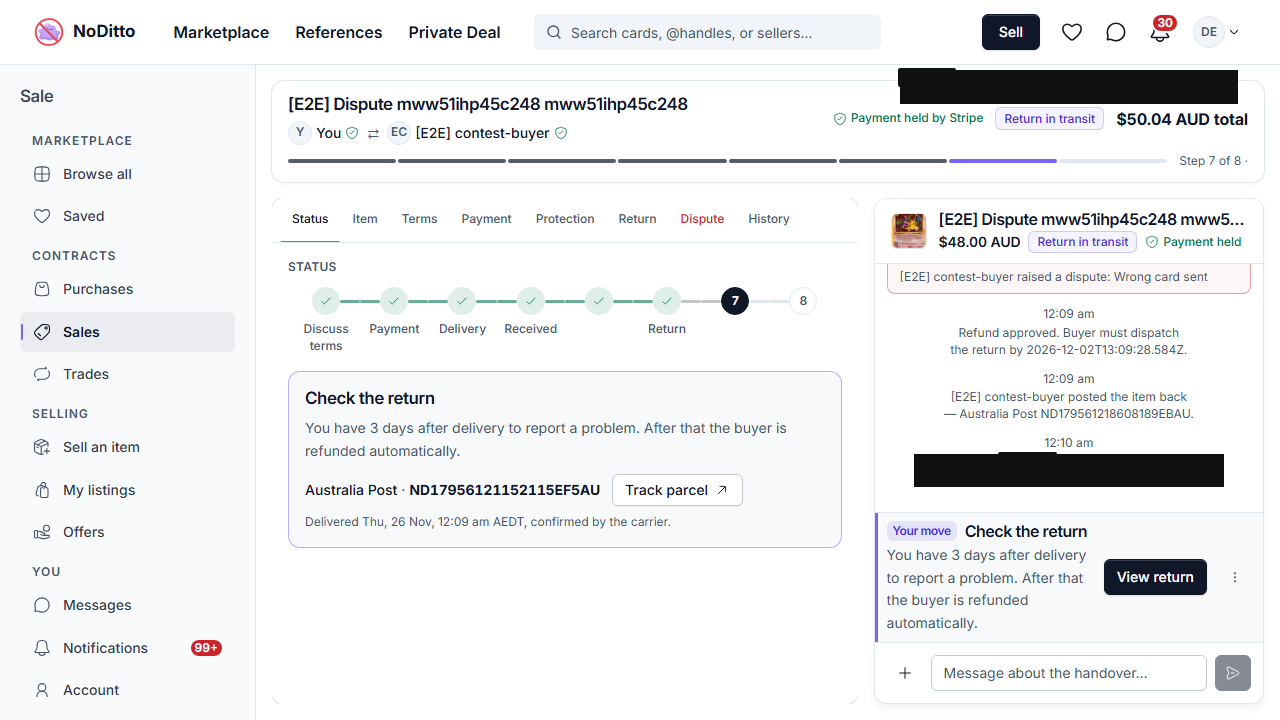 NoDitto
Marketplace
References
Private Deal
Search cards, @handles, or sellers...
Sell
30
DE
Sale
MARKETPLACE
Browse all
Saved
CONTRACTS
Purchases
Sales
Trades
SELLING
Sell an item
My listings
Offers
YOU
Messages
Notifications
99+
Account
[E2E] Dispute mww51ihp45c248 mww51ihp45c248
Y You ⇄ EC [E2E] contest-buyer
Payment held by Stripe
Return in transit
$50.04 AUD total
Step 7 of 8 ·
Status
Item
Terms
Payment
Protection
Return
Dispute
History
STATUS
7
8
Discuss terms
Payment
Delivery
Received
Return
Check the return
You have 3 days after delivery to report a problem. After that the buyer is
refunded automatically.
Australia Post · ND17956121152115EF5AU
Track parcel
Delivered Thu, 26 Nov, 12:09 am AEDT, confirmed by the carrier.
[E2E] Dispute mww51ihp45c248 mww5...
$48.00 AUD
Return in transit
Payment held
[E2E] contest-buyer raised a dispute: Wrong card sent
12:09 am
Refund approved. Buyer must dispatch
the return by 2026-12-02T13:09:28.584Z.
12:09 am
[E2E] contest-buyer posted the item back
— Australia Post ND179561218608189EBAU.
12:10 am
Your move
Check the return
You have 3 days after delivery
to report a problem. After that
the buyer is refunded
automatically.
View return
Message about the handover...